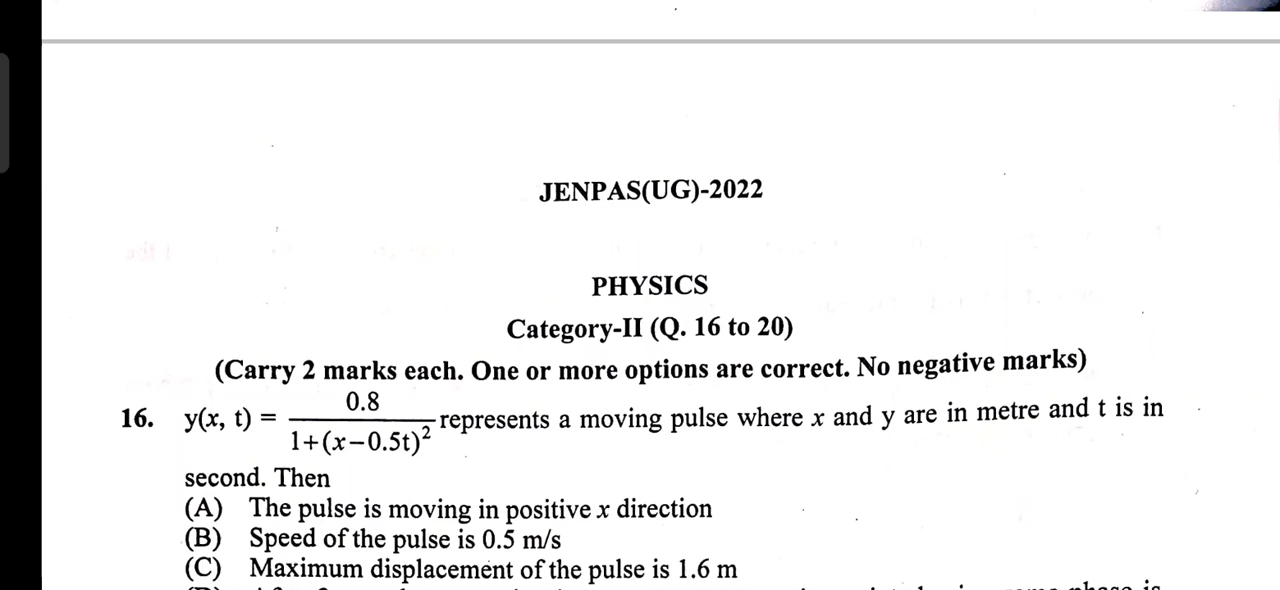 JENPAS(UG)-2022
PHYSICS
Category-II (Q. 16 to 20)
(Carry 2 marks each. One or more options are correct. No negative marks)
16. y(x, t) = 0.8 / 1+(x−0.5t)² represents a moving pulse where x and y are in metre and t is in
second. Then
(A) The pulse is moving in positive x direction
(B) Speed of the pulse is 0.5 m/s
(C) Maximum displacement of the pulse is 1.6 m